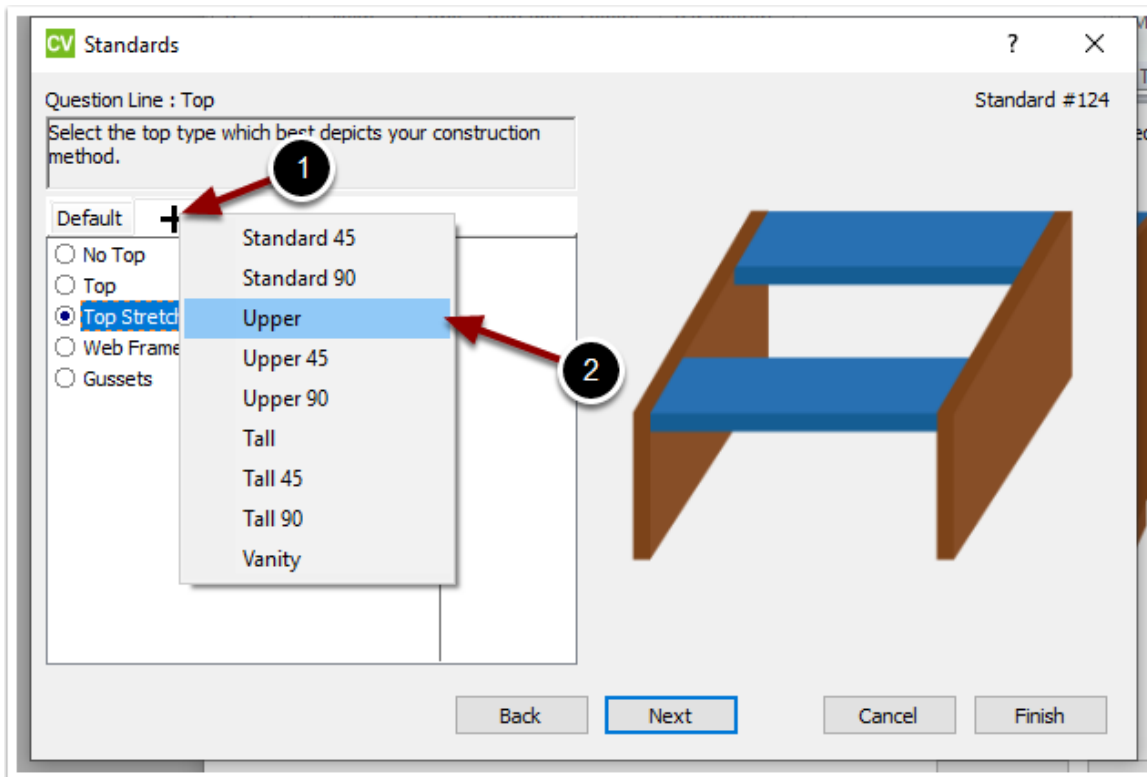 CV Standards
?
Question Line : Top
Standard #124
Select the top type which best depicts your construction
method.
1
Default
No Top
Top
Top Stretch
Web Frame
Gussets
Standard 45
Standard 90
Upper
Upper 45
Upper 90
Tall
Tall 45
Tall 90
Vanity
2
Back
Next
Cancel
Finish